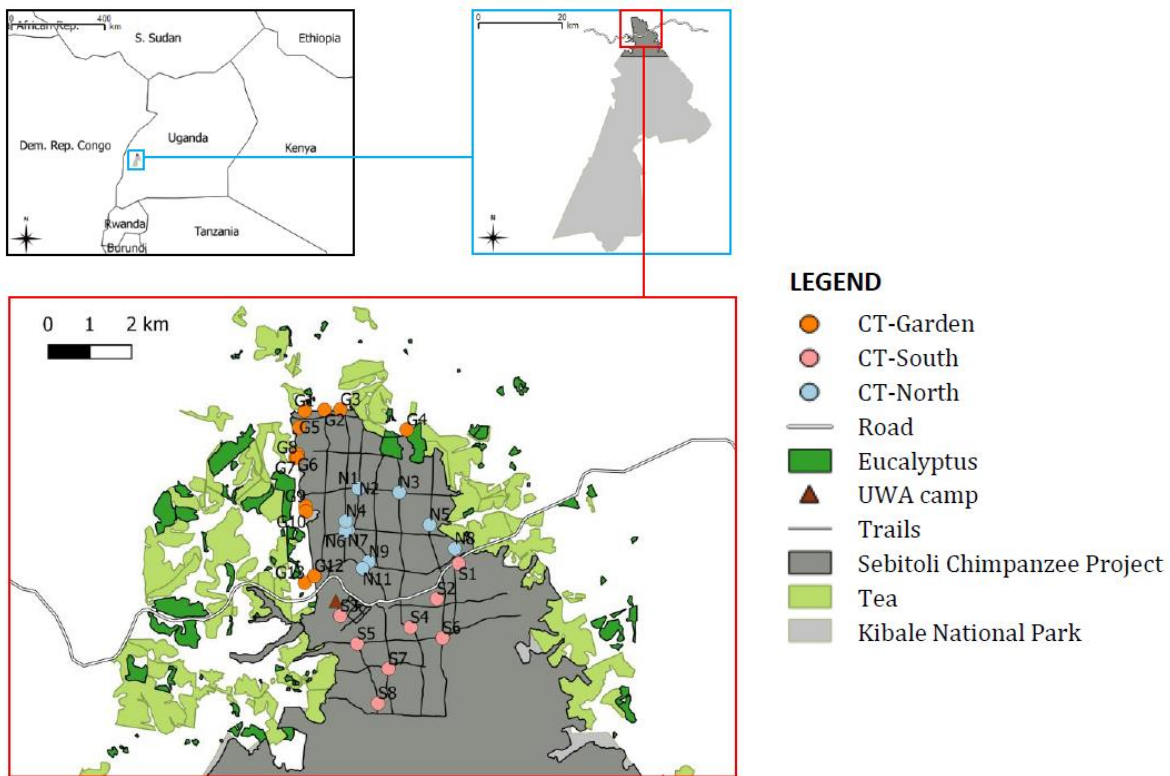 African Rep.
400
km
S. Sudan
Ethiopia
Dem. Rep. Congo
Uganda
Kenya
N
Rwanda
Burundi
Tanzania
0
20
km
N
0 1 2 km
G3
G2
G4
G5
G8
G7 G6
G9
G10
G12
N1
N2
N3
N4
N5
N6 N7
N8
N9
N11
S1
S2
S3
S4
S5
S6
S7
S8
LEGEND
CT-Garden
CT-South
CT-North
Road
Eucalyptus
UWA camp
Trails
Sebitoli Chimpanzee Project
Tea
Kibale National Park